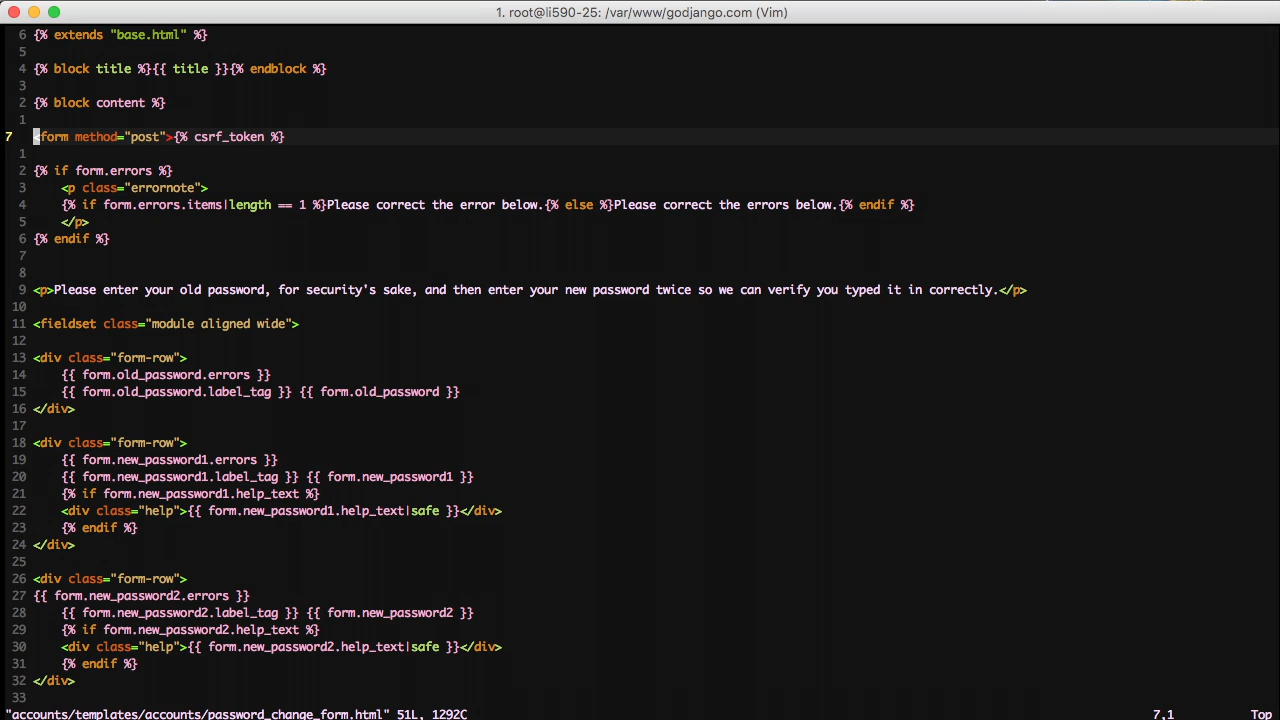 1. root@li590-25: /var/www/godjango.com (Vim)
6 {% extends "base.html" %}
5
4 {% block title %}{{ title }}{% endblock %}
3
2 {% block content %}
1
7 <form method="post">{% csrf_token %}
1
2 {% if form.errors %}
3     <p class="errornote">
4     {% if form.errors.items|length == 1 %}Please correct the error below.{% else %}Please correct the errors below.{% endif %}
5     </p>
6 {% endif %}
7
8
9 <p>Please enter your old password, for security's sake, and then enter your new password twice so we can verify you typed it in correctly.</p>
10
11 <fieldset class="module aligned wide">
12
13 <div class="form-row">
14     {{ form.old_password.errors }}
15     {{ form.old_password.label_tag }} {{ form.old_password }}
16 </div>
17
18 <div class="form-row">
19     {{ form.new_password1.errors }}
20     {{ form.new_password1.label_tag }} {{ form.new_password1 }}
21     {% if form.new_password1.help_text %}
22     <div class="help">{{ form.new_password1.help_text|safe }}</div>
23     {% endif %}
24 </div>
25
26 <div class="form-row">
27 {{ form.new_password2.errors }}
28     {{ form.new_password2.label_tag }} {{ form.new_password2 }}
29     {% if form.new_password2.help_text %}
30     <div class="help">{{ form.new_password2.help_text|safe }}</div>
31     {% endif %}
32 </div>
33
"accounts/templates/accounts/password_change_form.html" 51L, 1292C 7,1 Top